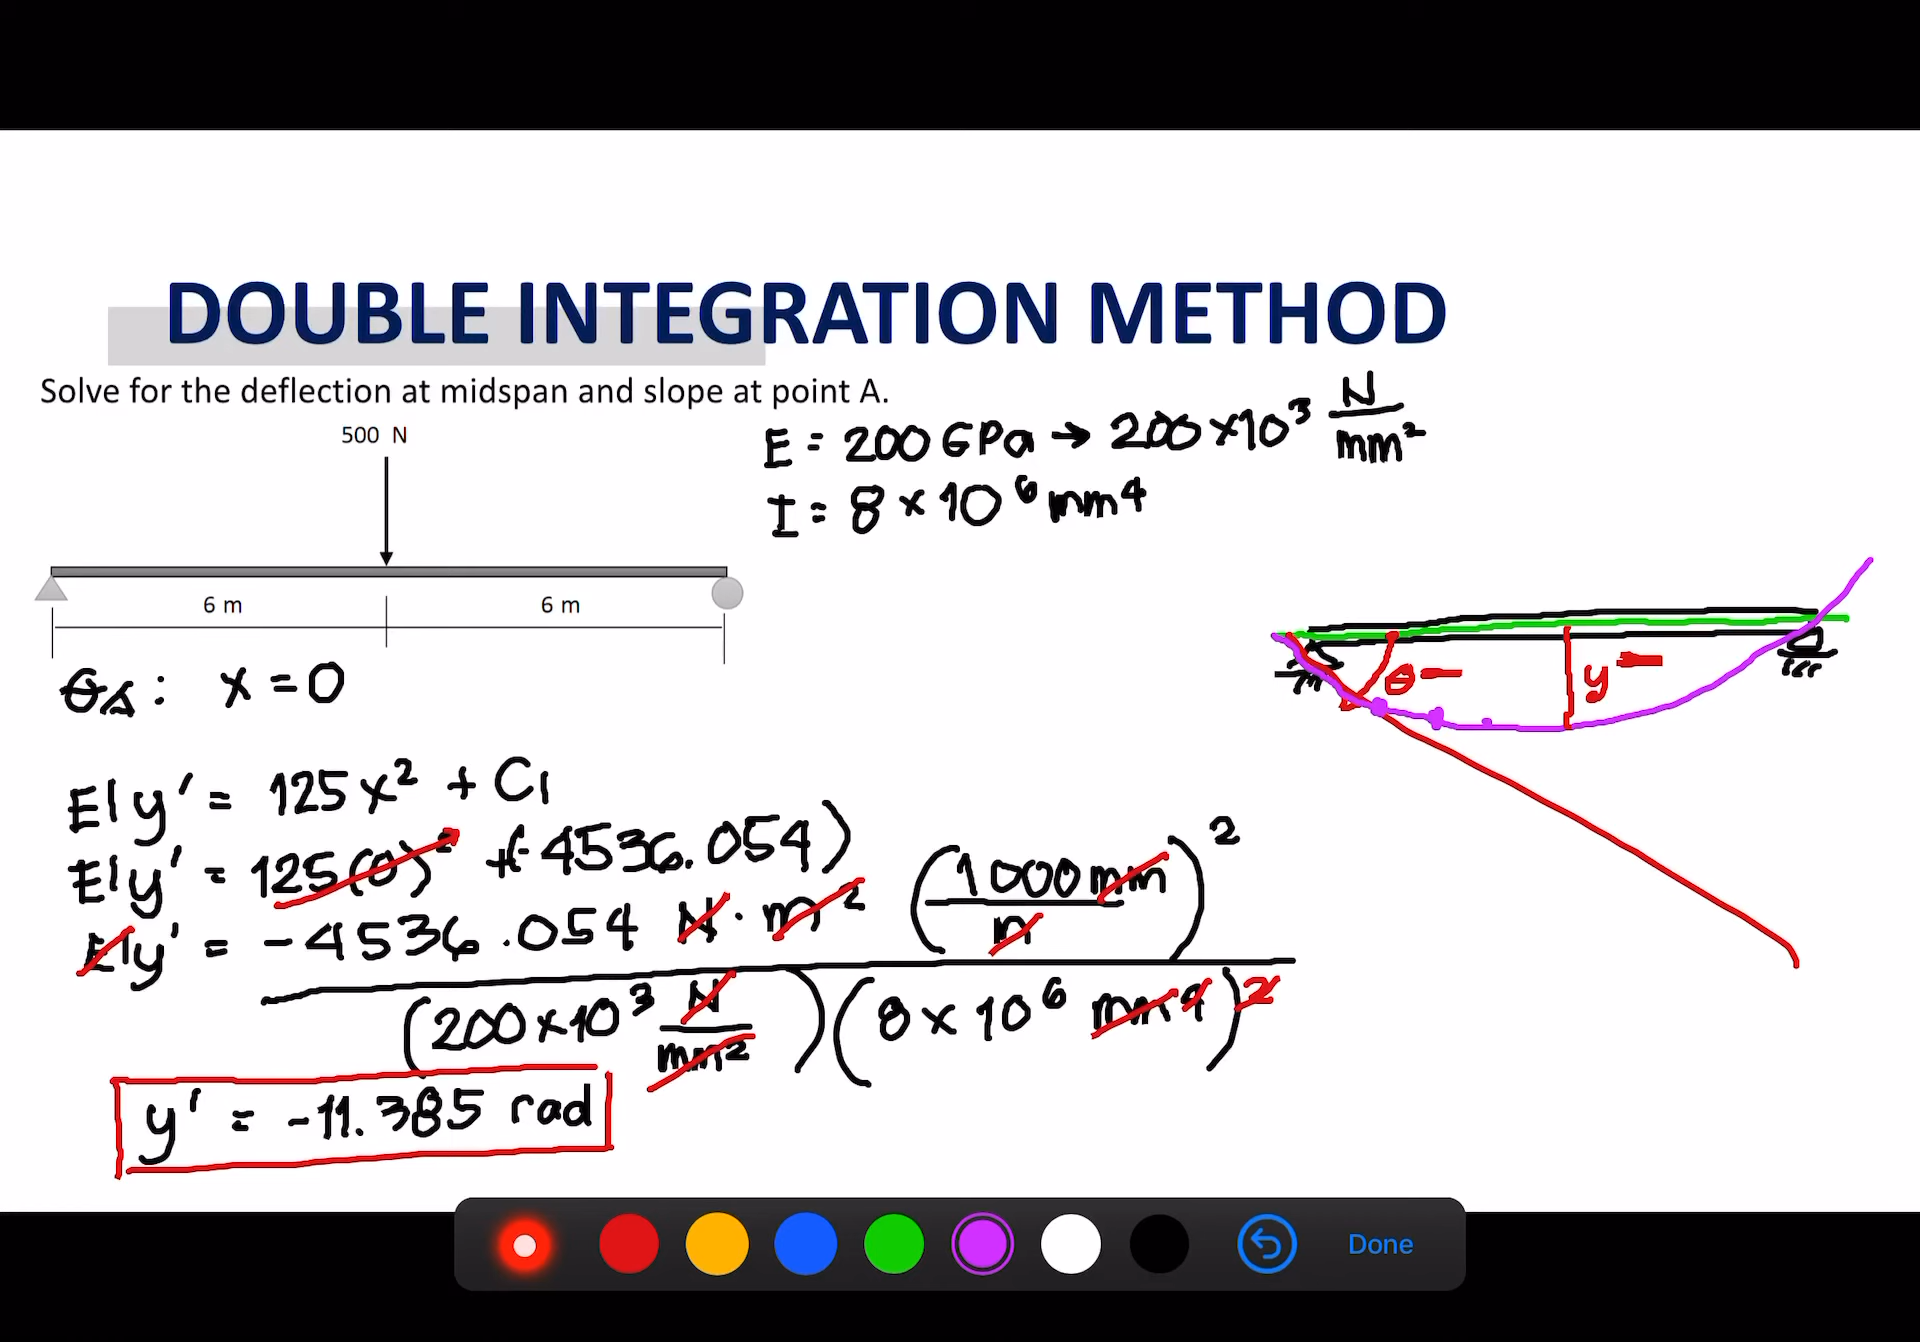 DOUBLE INTEGRATION METHOD
Solve for the deflection at midspan and slope at point A.
500 N
E = 200 GPa → 200 ×10³ N/mm²
I = 8 × 10⁶ mm⁴
6 m 6 m
θA : x = 0
θ - y -
EIy' = 125x² + C1
EIy' = 125(0)² +(-4536.054)
EIy' = -4536.054 N·m² (1000mm/m)²
(200×10³ N/mm²)(8 × 10⁶ mm⁴) 2
y' = -11.385 rad
Done